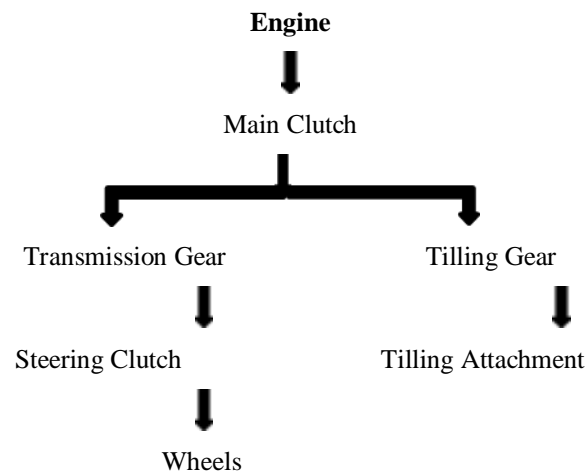 Engine
Main Clutch
Transmission Gear
Tilling Gear
Steering Clutch
Tilling Attachment
Wheels